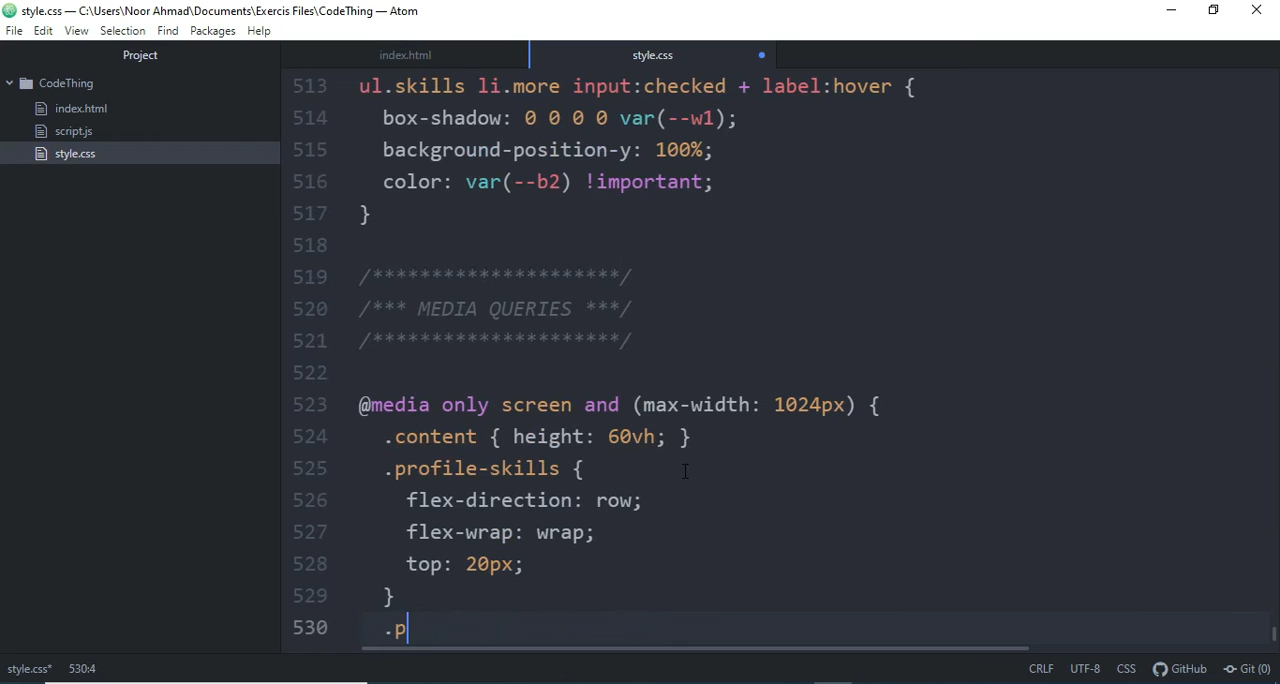 style.css — C:\Users\Noor Ahmad\Documents\Exercis Files\CodeThing — Atom
File Edit View Selection Find Packages Help
Project
index.html
style.css
CodeThing
index.html
script.js
style.css
513 ul.skills li.more input:checked + label:hover {
514 box-shadow: 0 0 0 0 var(--w1);
515 background-position-y: 100%;
516 color: var(--b2) !important;
517 }
518
519 /*********************/
520 /*** MEDIA QUERIES ***/
521 /*********************/
522
523 @media only screen and (max-width: 1024px) {
524 .content { height: 60vh; }
525 .profile-skills {
526 flex-direction: row;
527 flex-wrap: wrap;
528 top: 20px;
529 }
530 .p
style.css* 530:4 CRLF UTF-8 CSS GitHub Git (0)